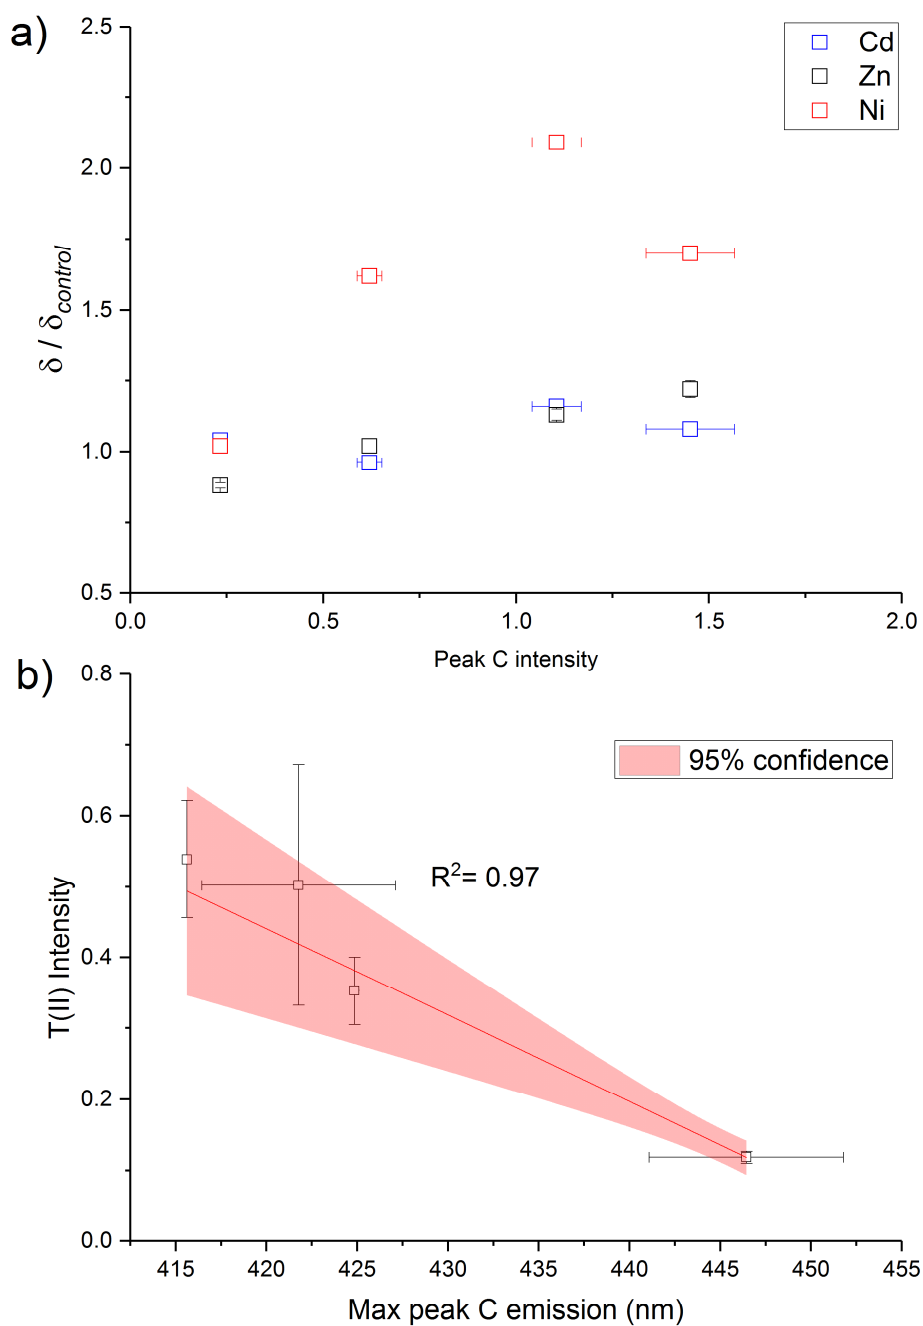 a)
2.5
2.0
1.5
1.0
0.5
δ / δcontrol
Cd
Zn
Ni
0.0 0.5 1.0 1.5 2.0
Peak C intensity
b)
0.8
0.6
0.4
0.2
0.0
T(II) Intensity
95% confidence
R²= 0.97
415 420 425 430 435 440 445 450 455
Max peak C emission (nm)